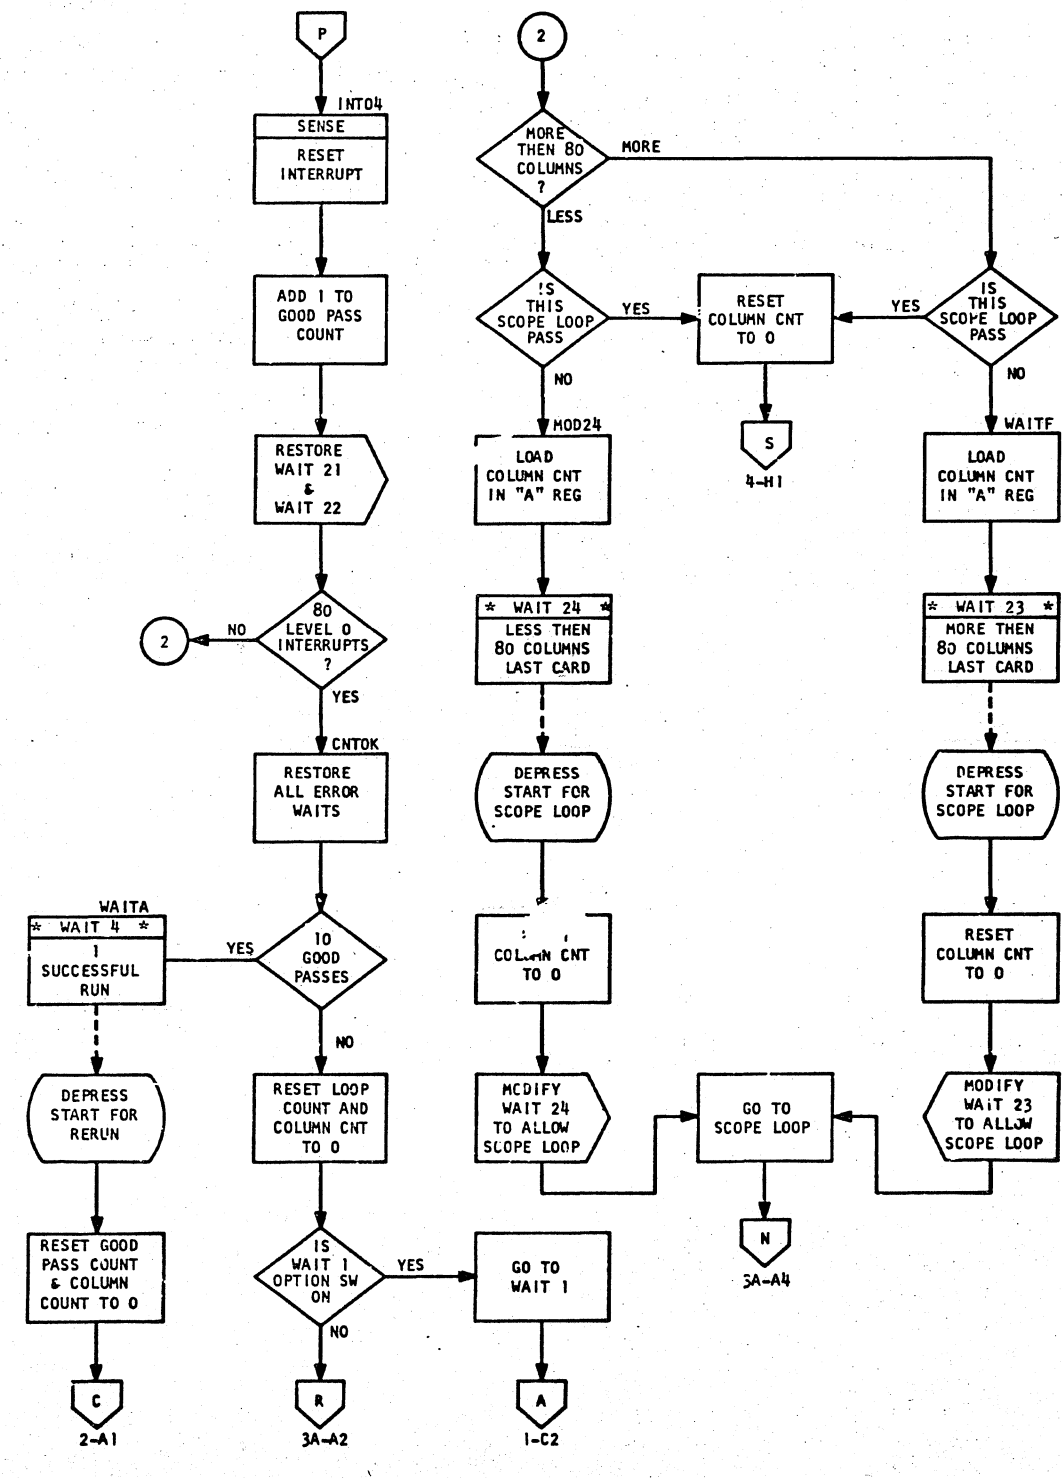 P
INT04
SENSE
RESET
INTERRUPT
ADD 1 TO
GOOD PASS
COUNT
RESTORE
WAIT 21
&
WAIT 22
80
LEVEL 0
INTERRUPTS
?
NO
2
YES
CNTOK
RESTORE
ALL ERROR
WAITS
10
GOOD
PASSES
YES
WAITA
* WAIT 4 *
1
SUCCESSFUL
RUN
DEPRESS
START FOR
RERUN
RESET GOOD
PASS COUNT
& COLUMN
COUNT TO 0
C
2-A1
NO
RESET LOOP
COUNT AND
COLUMN CNT
TO 0
IS
WAIT 1
OPTION SW
ON
YES
NO
R
3A-A2
GO TO
WAIT 1
A
1-C2
2
MORE
THEN 80
COLUMNS
?
MORE
LESS
IS
THIS
SCOPE LOOP
PASS
YES
NO
RESET
COLUMN CNT
TO 0
S
4-H1
MOD24
LOAD
COLUMN CNT
IN "A" REG
* WAIT 24 *
LESS THEN
80 COLUMNS
LAST CARD
DEPRESS
START FOR
SCOPE LOOP
COLUMN CNT
TO 0
MODIFY
WAIT 24
TO ALLOW
SCOPE LOOP
GO TO
SCOPE LOOP
N
3A-A4
IS
THIS
SCOPE LOOP
PASS
YES
NO
WAITF
LOAD
COLUMN CNT
IN "A" REG
* WAIT 23 *
MORE THEN
80 COLUMNS
LAST CARD
DEPRESS
START FOR
SCOPE LOOP
RESET
COLUMN CNT
TO 0
MODIFY
WAIT 23
TO ALLOW
SCOPE LOOP